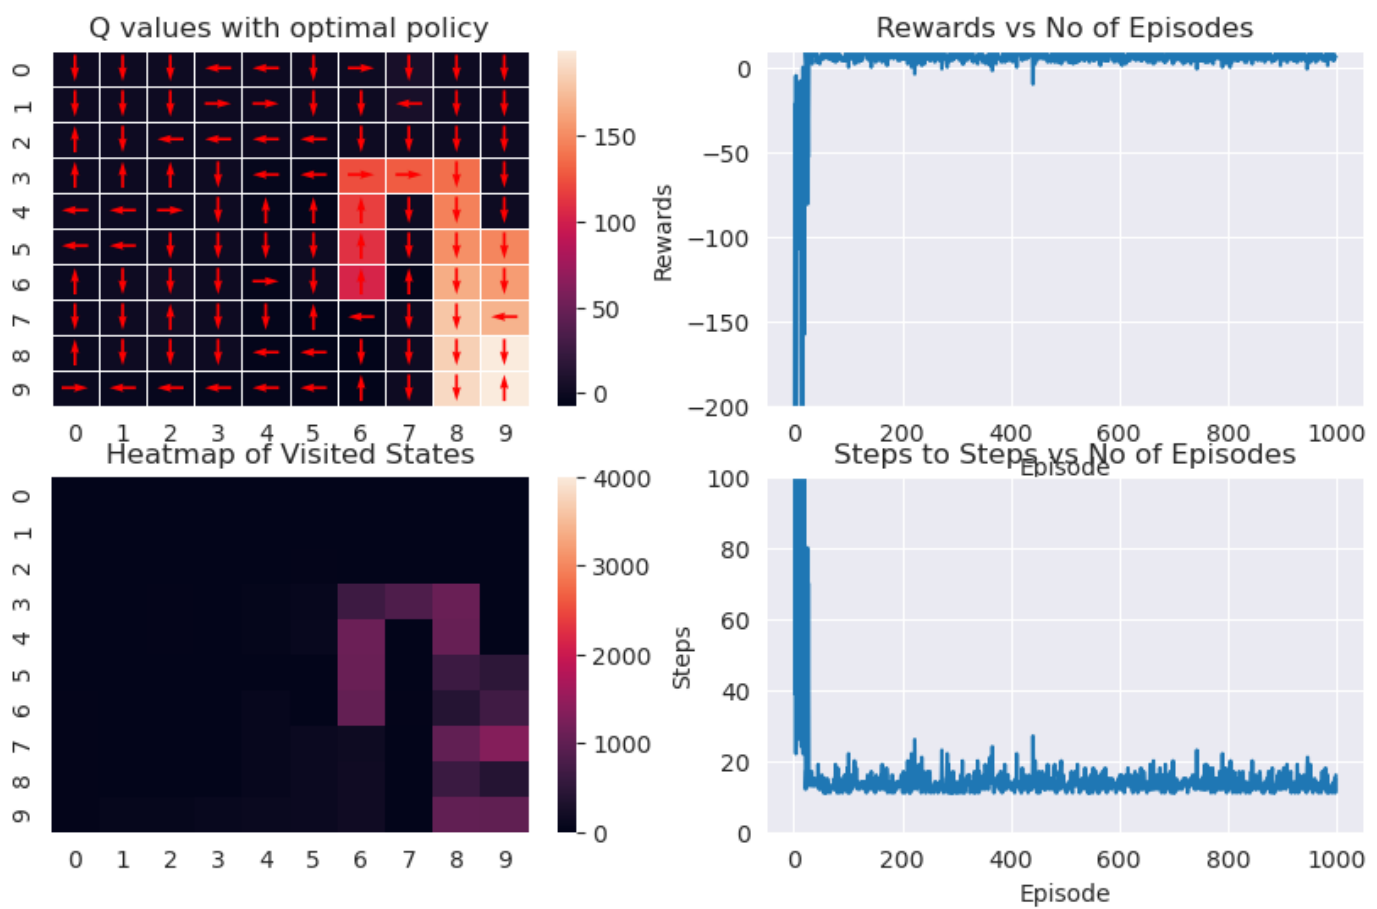 Q values with optimal policy
0 1 2 3 4 5 6 7 8 9
0 1 2 3 4 5 6 7 8 9
150
100
50
0
Rewards vs No of Episodes
Rewards
0
−50
−100
−150
−200
0 200 400 600 800 1000
Episode
Heatmap of Visited States
0 1 2 3 4 5 6 7 8 9
0 1 2 3 4 5 6 7 8 9
4000
3000
2000
1000
0
Steps to Steps vs No of Episodes
Steps
100
80
60
40
20
0
0 200 400 600 800 1000
Episode